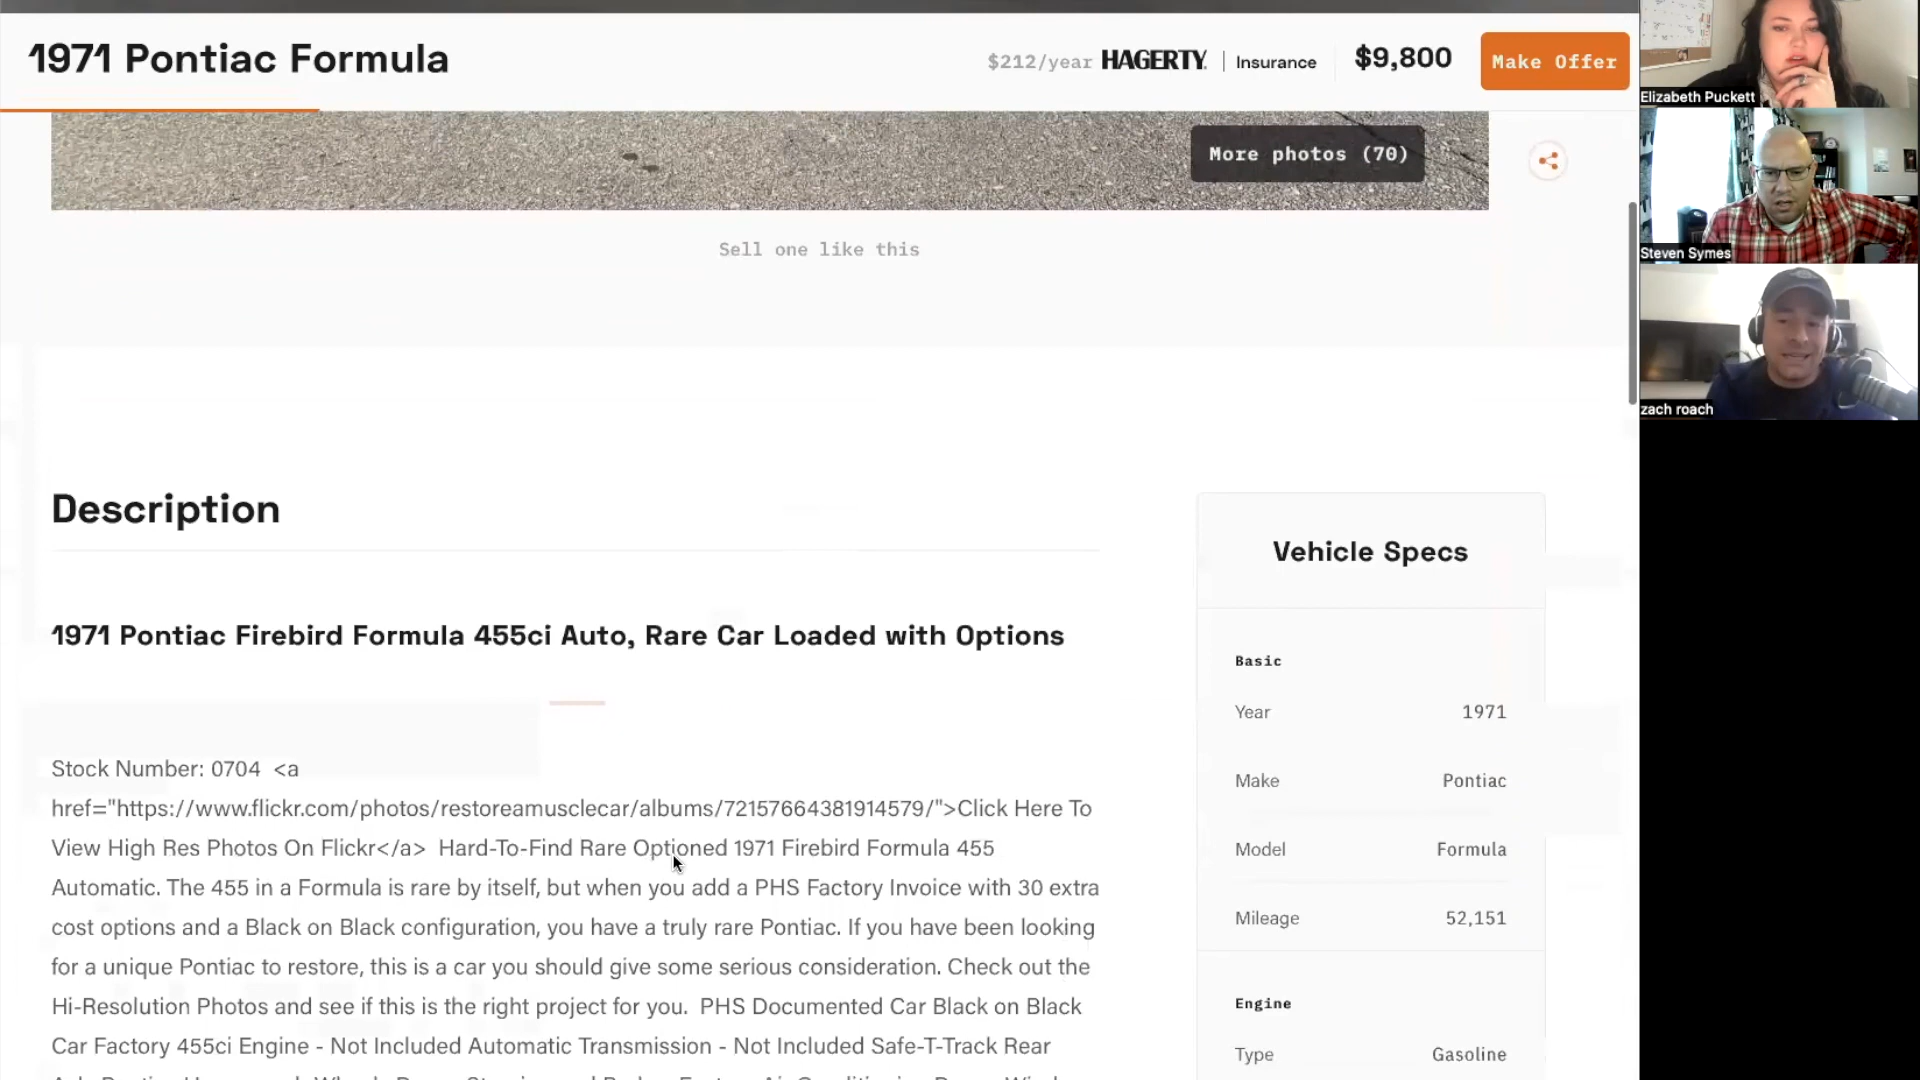 1971 Pontiac Formula
$212/year HAGERTY. | Insurance
$9,800
Make Offer
More photos (70)
Sell one like this
Description
1971 Pontiac Firebird Formula 455ci Auto, Rare Car Loaded with Options
Stock Number: 0704 <a
href="https://www.flickr.com/photos/restoreamusclecar/albums/72157664381914579/">Click Here To
View High Res Photos On Flickr</a> Hard-To-Find Rare Optioned 1971 Firebird Formula 455
Automatic. The 455 in a Formula is rare by itself, but when you add a PHS Factory Invoice with 30 extra
cost options and a Black on Black configuration, you have a truly rare Pontiac. If you have been looking
for a unique Pontiac to restore, this is a car you should give some serious consideration. Check out the
Hi-Resolution Photos and see if this is the right project for you. PHS Documented Car Black on Black
Car Factory 455ci Engine - Not Included Automatic Transmission - Not Included Safe-T-Track Rear
Vehicle Specs
Basic
Year 1971
Make Pontiac
Model Formula
Mileage 52,151
Engine
Type Gasoline
Elizabeth Puckett
Steven Symes
zach roach